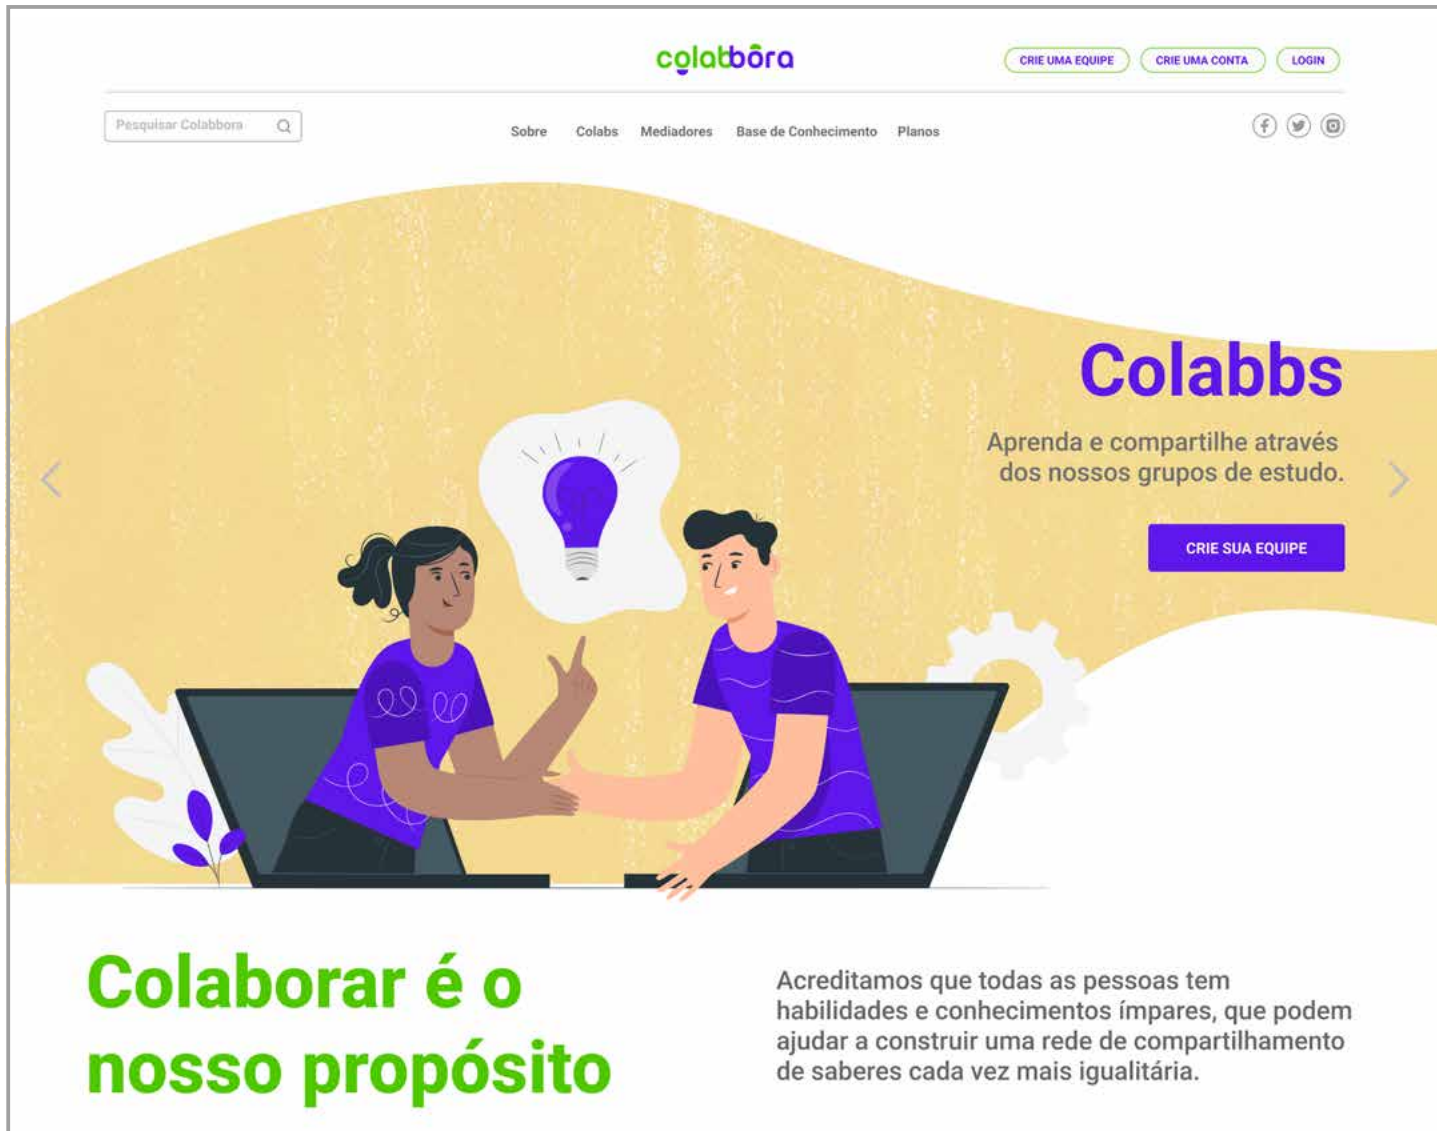 colabbôra
CRIE UMA EQUIPE
CRIE UMA CONTA
LOGIN
Pesquisar Colabbora
Sobre
Colabs
Mediadores
Base de Conhecimento
Planos
Colabbs
Aprenda e compartilhe através
dos nossos grupos de estudo.
CRIE SUA EQUIPE
Colaborar é o
nosso propósito
Acreditamos que todas as pessoas tem
habilidades e conhecimentos ímpares, que podem
ajudar a construir uma rede de compartilhamento
de saberes cada vez mais igualitária.